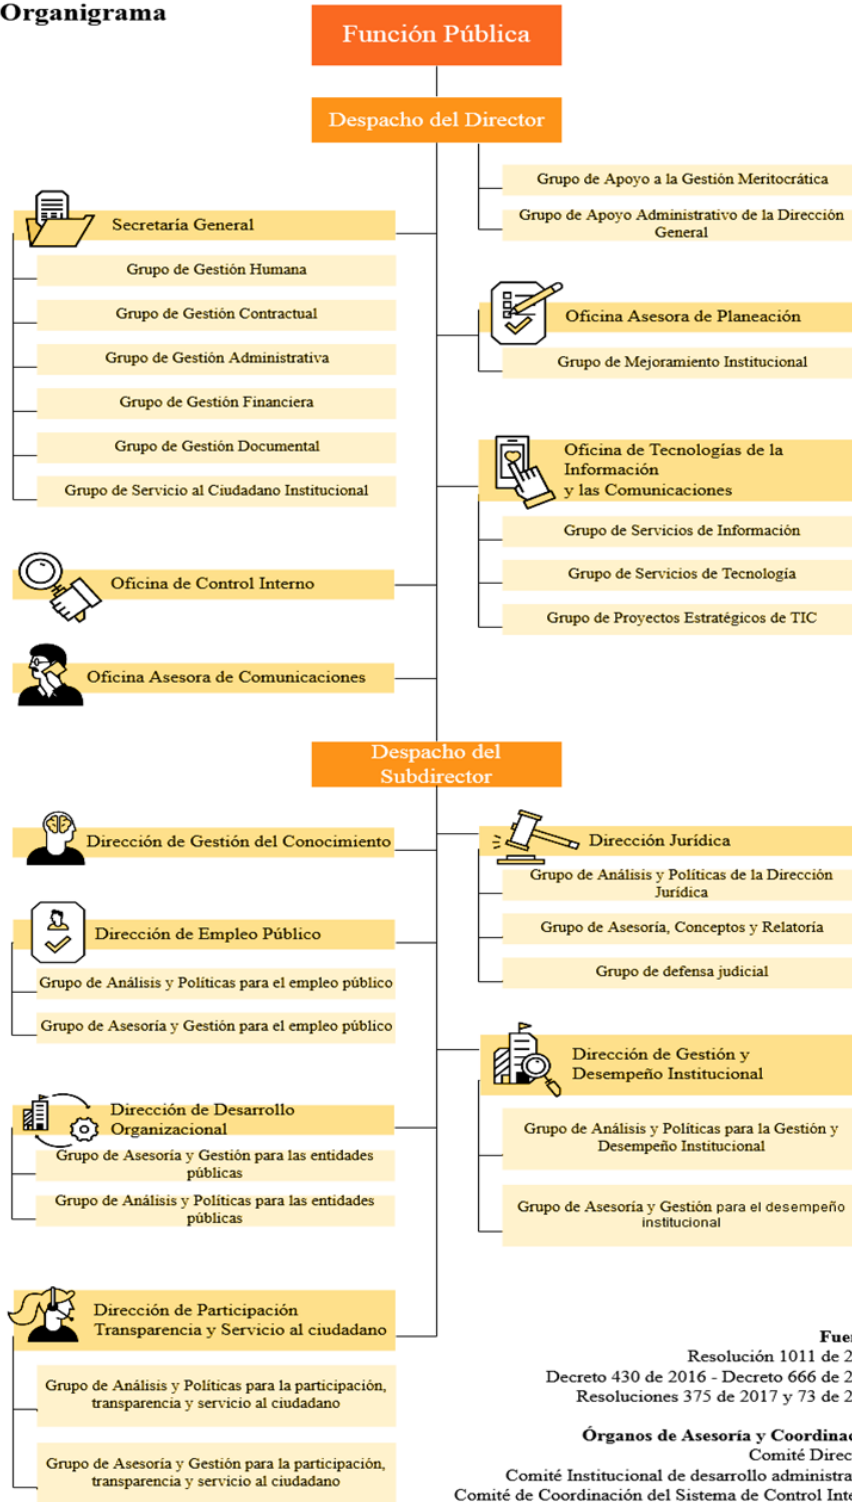 Organigrama
Función Pública
Despacho del Director
Grupo de Apoyo a la Gestión Meritocrática
Grupo de Apoyo Administrativo de la Dirección
General
Secretaría General
Grupo de Gestión Humana
Grupo de Gestión Contractual
Grupo de Gestión Administrativa
Grupo de Gestión Financiera
Grupo de Gestión Documental
Grupo de Servicio al Ciudadano Institucional
Oficina Asesora de Planeación
Grupo de Mejoramiento Institucional
Oficina de Tecnologías de la
Información
y las Comunicaciones
Grupo de Servicios de Información
Grupo de Servicios de Tecnología
Grupo de Proyectos Estratégicos de TIC
Oficina de Control Interno
Oficina Asesora de Comunicaciones
Despacho del
Subdirector
Dirección de Gestión del Conocimiento
Dirección de Empleo Público
Grupo de Análisis y Políticas para el empleo público
Grupo de Asesoría y Gestión para el empleo público
Dirección de Desarrollo
Organizacional
Grupo de Asesoría y Gestión para las entidades
públicas
Grupo de Análisis y Políticas para las entidades
públicas
Dirección de Participación
Transparencia y Servicio al ciudadano
Grupo de Análisis y Políticas para la participación,
transparencia y servicio al ciudadano
Grupo de Asesoría y Gestión para la participación,
transparencia y servicio al ciudadano
Dirección Jurídica
Grupo de Análisis y Políticas de la Dirección
Jurídica
Grupo de Asesoría, Conceptos y Relatoría
Grupo de defensa judicial
Dirección de Gestión y
Desempeño Institucional
Grupo de Análisis y Políticas para la Gestión y
Desempeño Institucional
Grupo de Asesoría y Gestión para el desempeño
institucional
Resolución 1011 de
Decreto 430 de 2016 - Decreto 666 de
Resoluciones 375 de 2017 y 73 de
Órganos de Asesoría y
Comité
Comité Institucional de desarrollo
Comité de Coordinación del Sistema de Control